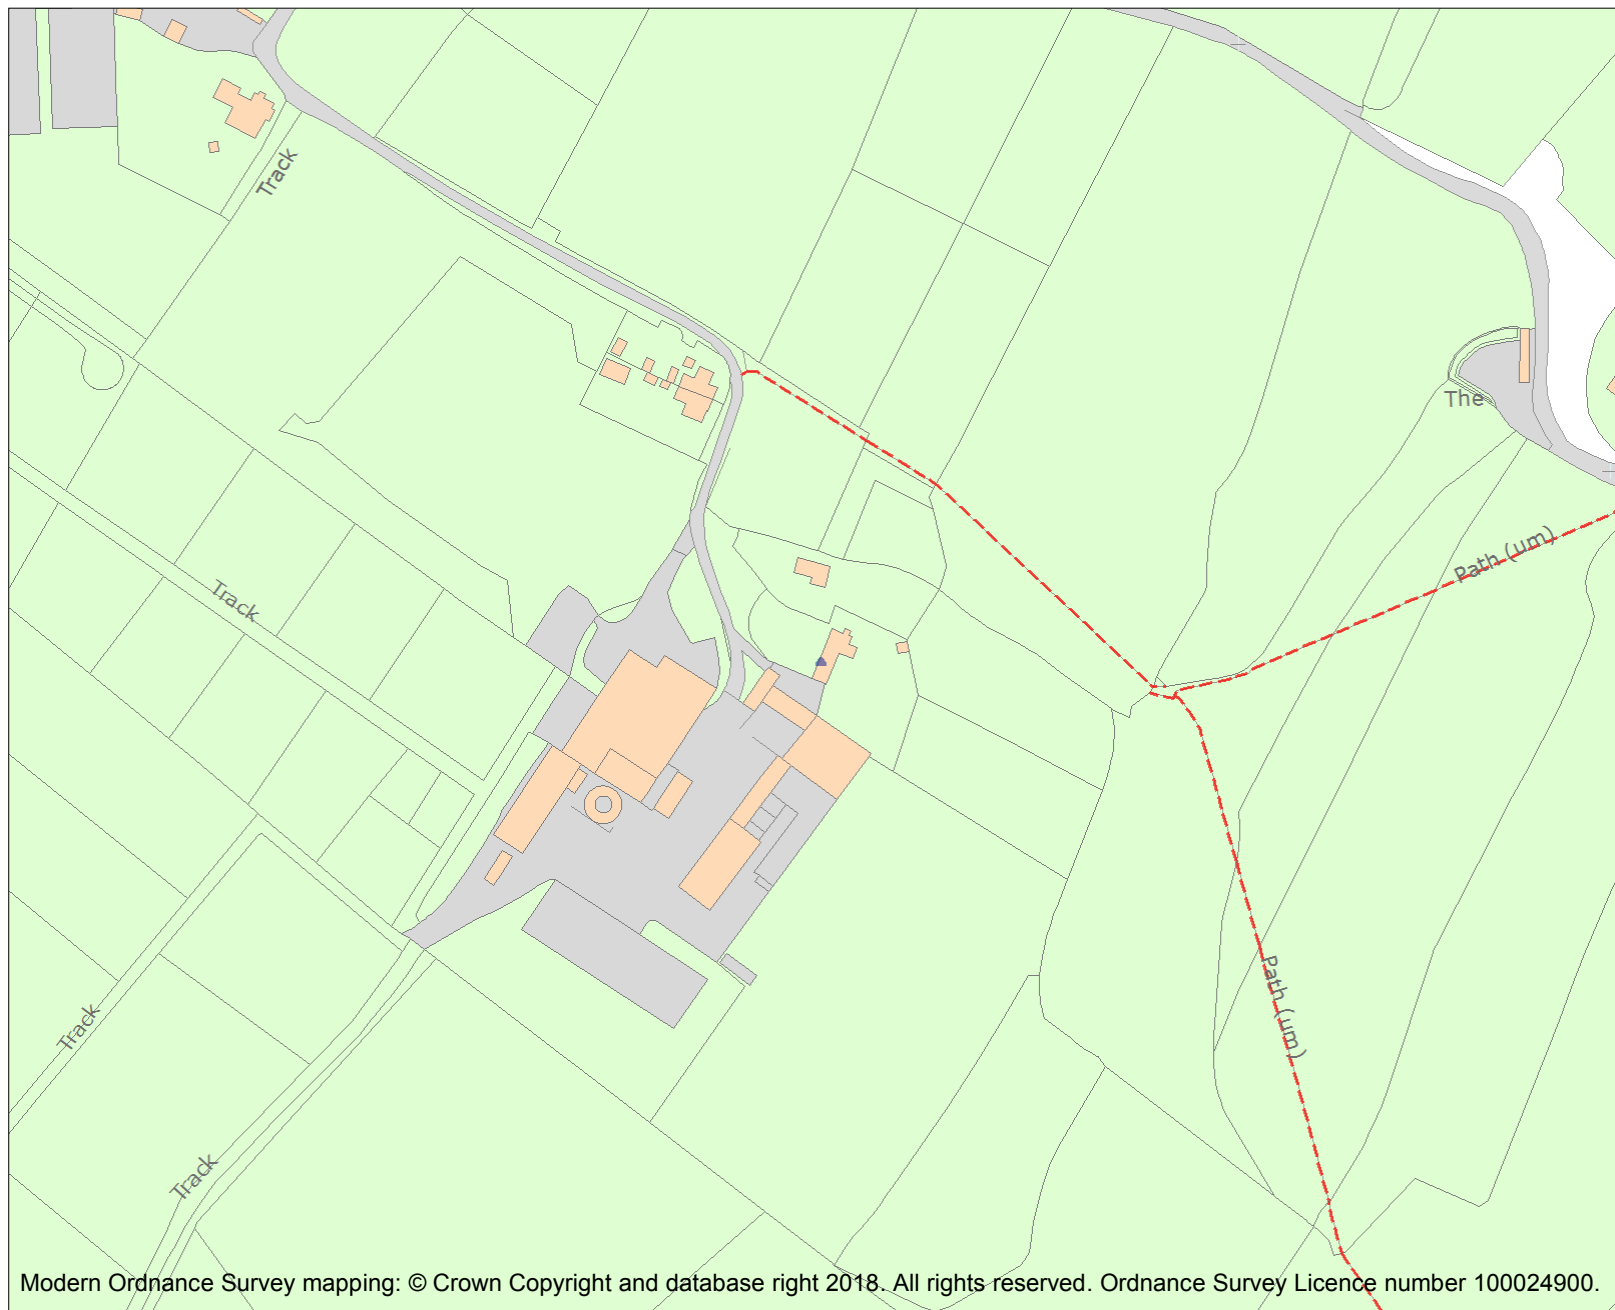 Track
The
Path (um)
Track
Path (um)
Track
Track
Modern Ordnance Survey mapping: © Crown Copyright and database right 2018. All rights reserved. Ordnance Survey Licence number 100024900.